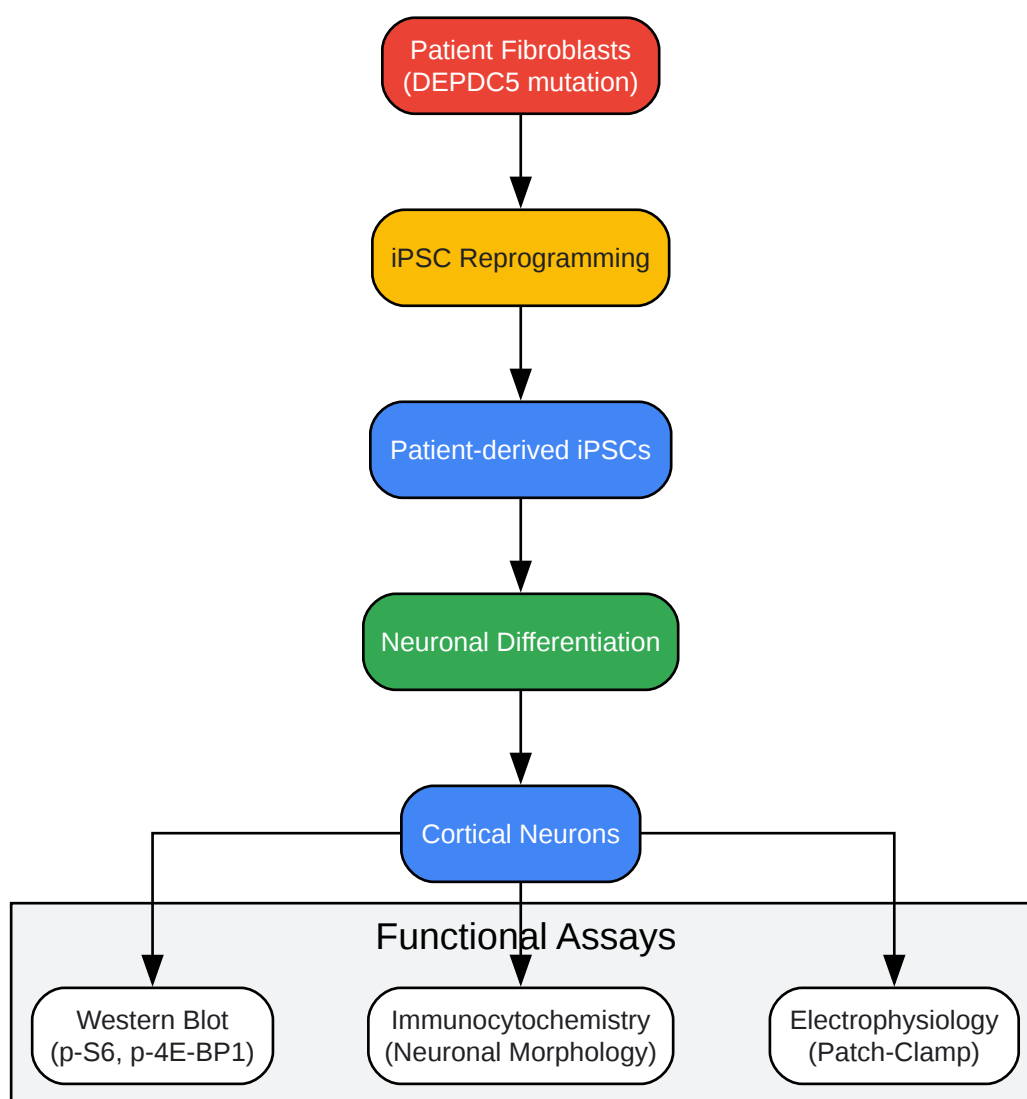 Patient Fibroblasts
(DEPDC5 mutation)
iPSC Reprogramming
Patient-derived iPSCs
Neuronal Differentiation
Cortical Neurons
Functional Assays
Western Blot
(p-S6, p-4E-BP1)
Immunocytochemistry
(Neuronal Morphology)
Electrophysiology
(Patch-Clamp)